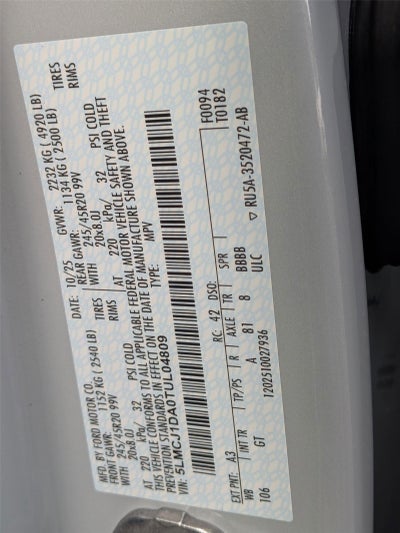 MFD. BY FORD MOTOR CO.
DATE: 10/25 GVWR: 2232 KG ( 4920 LB)
FRONT GAWR: 1152 KG ( 2540 LB) REAR GAWR: 1134 KG ( 2500 LB)
WITH 245/45R20 99V TIRES WITH 245/45R20 99V TIRES
20x8.0J RIMS 20x8.0J RIMS
AT 220 kPa/ 32 PSI COLD AT 220 kPa/ 32 PSI COLD
THIS VEHICLE CONFORMS TO ALL APPLICABLE FEDERAL MOTOR VEHICLE SAFETY AND THEFT
PREVENTION STANDARDS IN EFFECT ON THE DATE OF MANUFACTURE SHOWN ABOVE.
VIN: 5LMCJ1DA0TUL04809 TYPE: MPV
F0094
T0182
EXT PNT: A3 RC: 42 DSO:
WB INT TR TP/PS R AXLE TR SPR
106 GT A 81 8 BBBB
1202510027936 ULC ▽ RU5A-3520472-AB